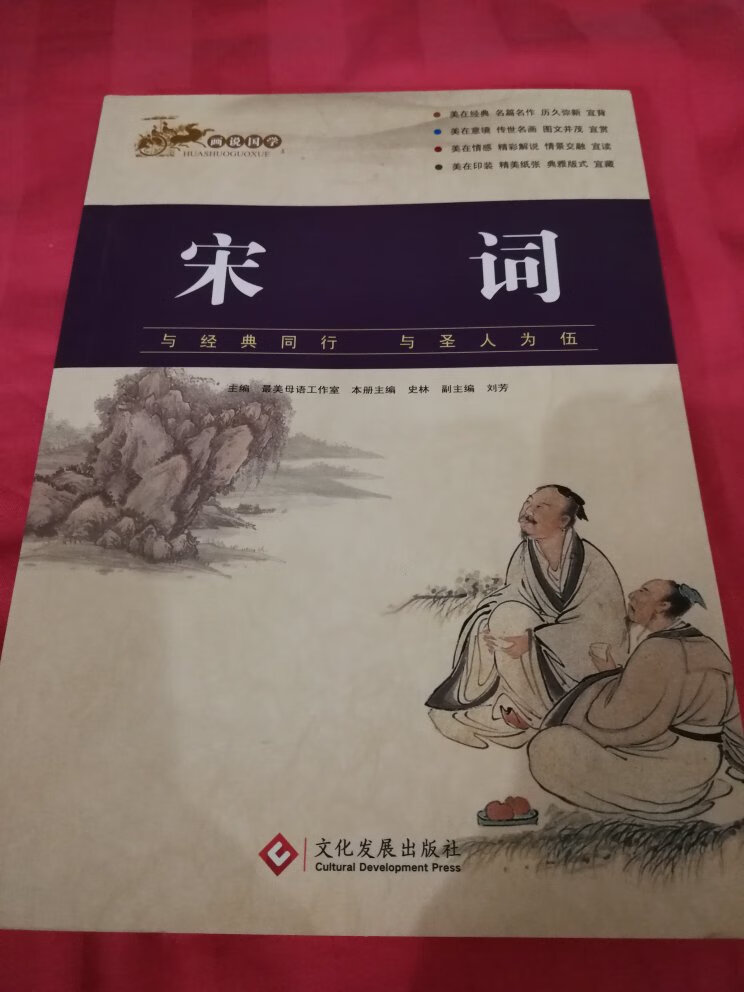 画说国学
HUASHUOGUOXUE
美在经典 名篇名作 历久弥新 宜背
美在意境 传世名画 图文并茂 宜赏
美在情感 精彩解说 情景交融 宜读
美在印装 精美纸张 典雅版式 宜藏
宋词
与经典同行 与圣人为伍
主编 最美母语工作室 本册主编 史林 副主编 刘芳
文化发展出版社
Cultural Development Press